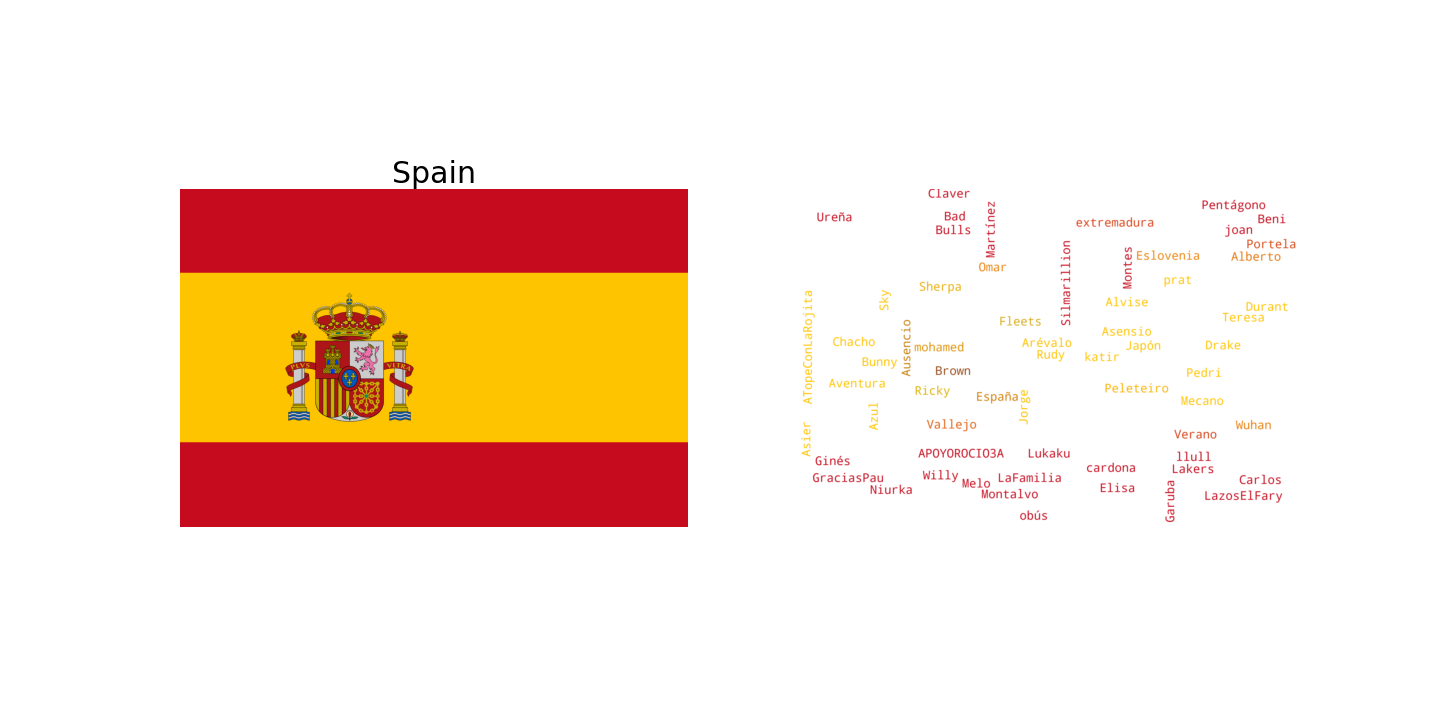 Spain
PLVS
VLTRA
Claver
Ureña
Bad
Bulls
Martínez
extremadura
Pentágono
Beni
joan
Portela
Alberto
Silmarillion
Montes
Eslovenia
Omar
Sherpa
Sky
prat
Alvise
Durant
Teresa
ATopeConLaRojita
Ausencio
Fleets
Asensio
Chacho
mohamed
Arévalo
Rudy
Japón
katir
Drake
Bunny
Brown
Pedri
Aventura
Ricky
España
Jorge
Peleteiro
Mecano
Azul
Asier
Vallejo
Wuhan
Verano
Ginés
APOYOROCIO3A
Lukaku
llull
Lakers
cardona
GraciasPau
Willy
Melo
LaFamilia
Niurka
Montalvo
Elisa
Garuba
Carlos
LazosElFary
obús